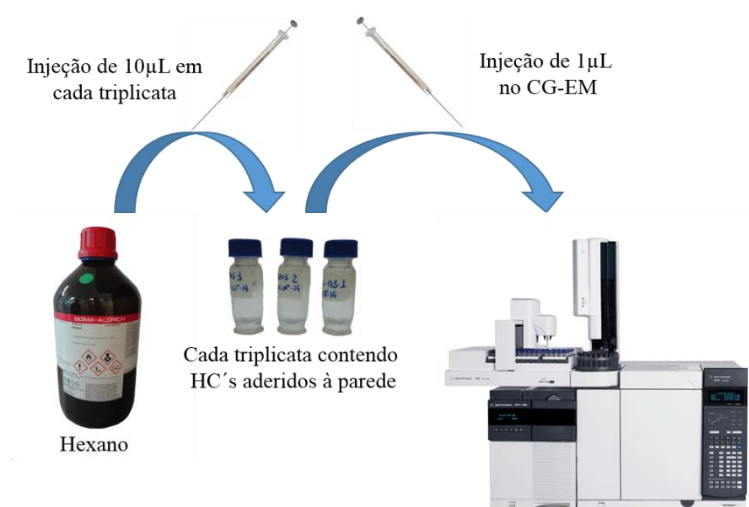 Injeção de 10µL em
cada triplicata
Injeção de 1µL
no CG-EM
SIGMA-ALDRICH
Cada triplicata contendo
HC´s aderidos à parede
Hexano